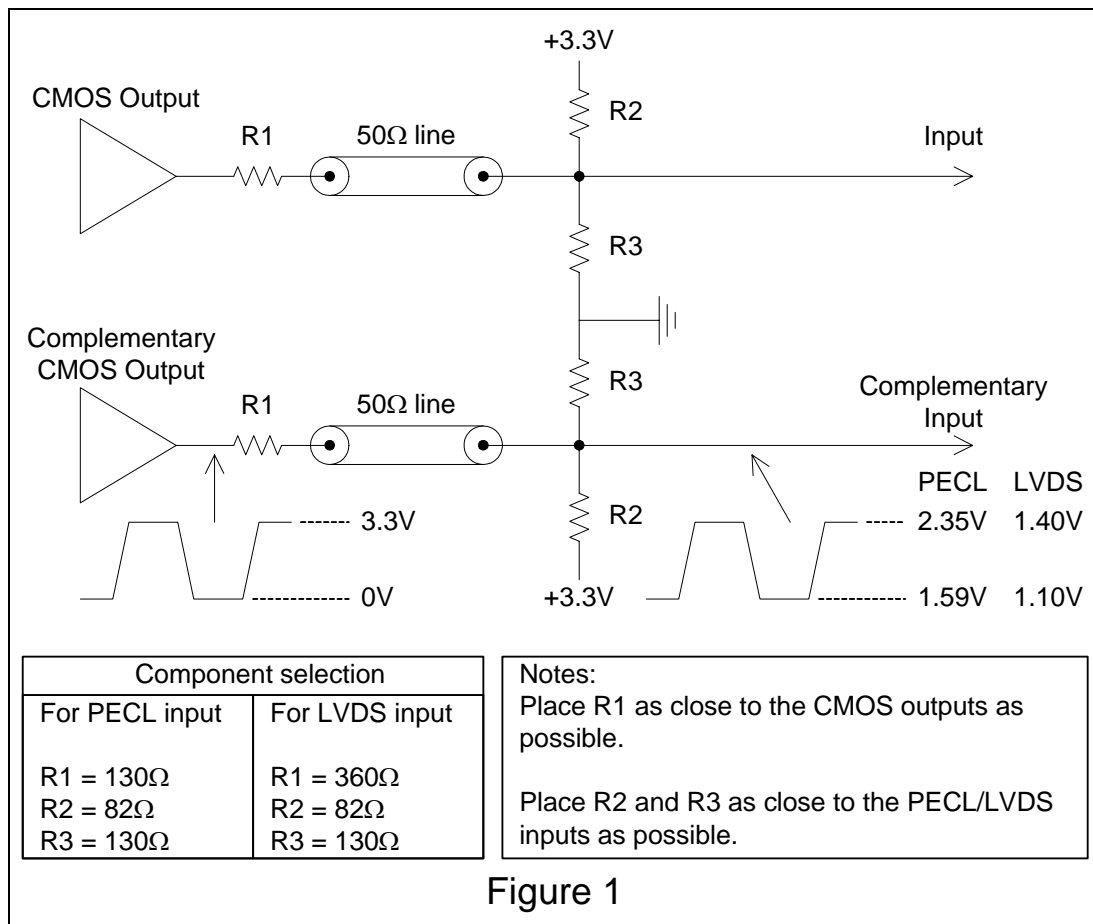 +3.3V
CMOS Output
R1
50Ω line
R2
Input
R3
Complementary
CMOS Output
R1
50Ω line
R3
Complementary
Input
PECL LVDS
R2
3.3V
2.35V 1.40V
0V
+3.3V
1.59V 1.10V
Component selection
For PECL input
R1 = 130Ω
R2 = 82Ω
R3 = 130Ω
For LVDS input
R1 = 360Ω
R2 = 82Ω
R3 = 130Ω
Notes:
Place R1 as close to the CMOS outputs as
possible.
Place R2 and R3 as close to the PECL/LVDS
inputs as possible.
Figure 1